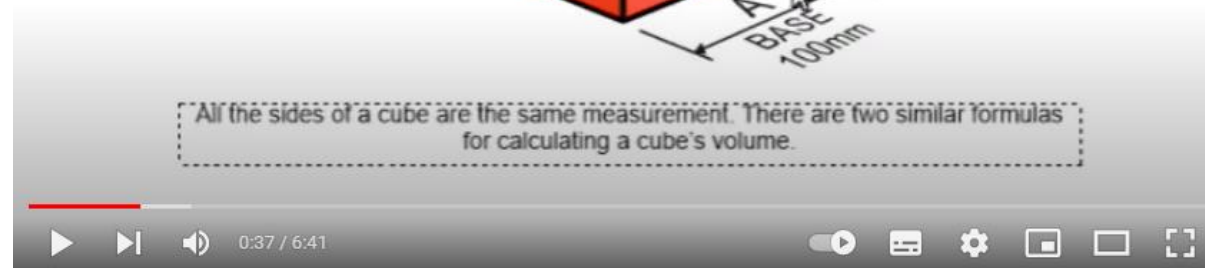 A
BASE
100mm
All the sides of a cube are the same measurement. There are two similar formulas
for calculating a cube's volume.
0:37 / 6:41